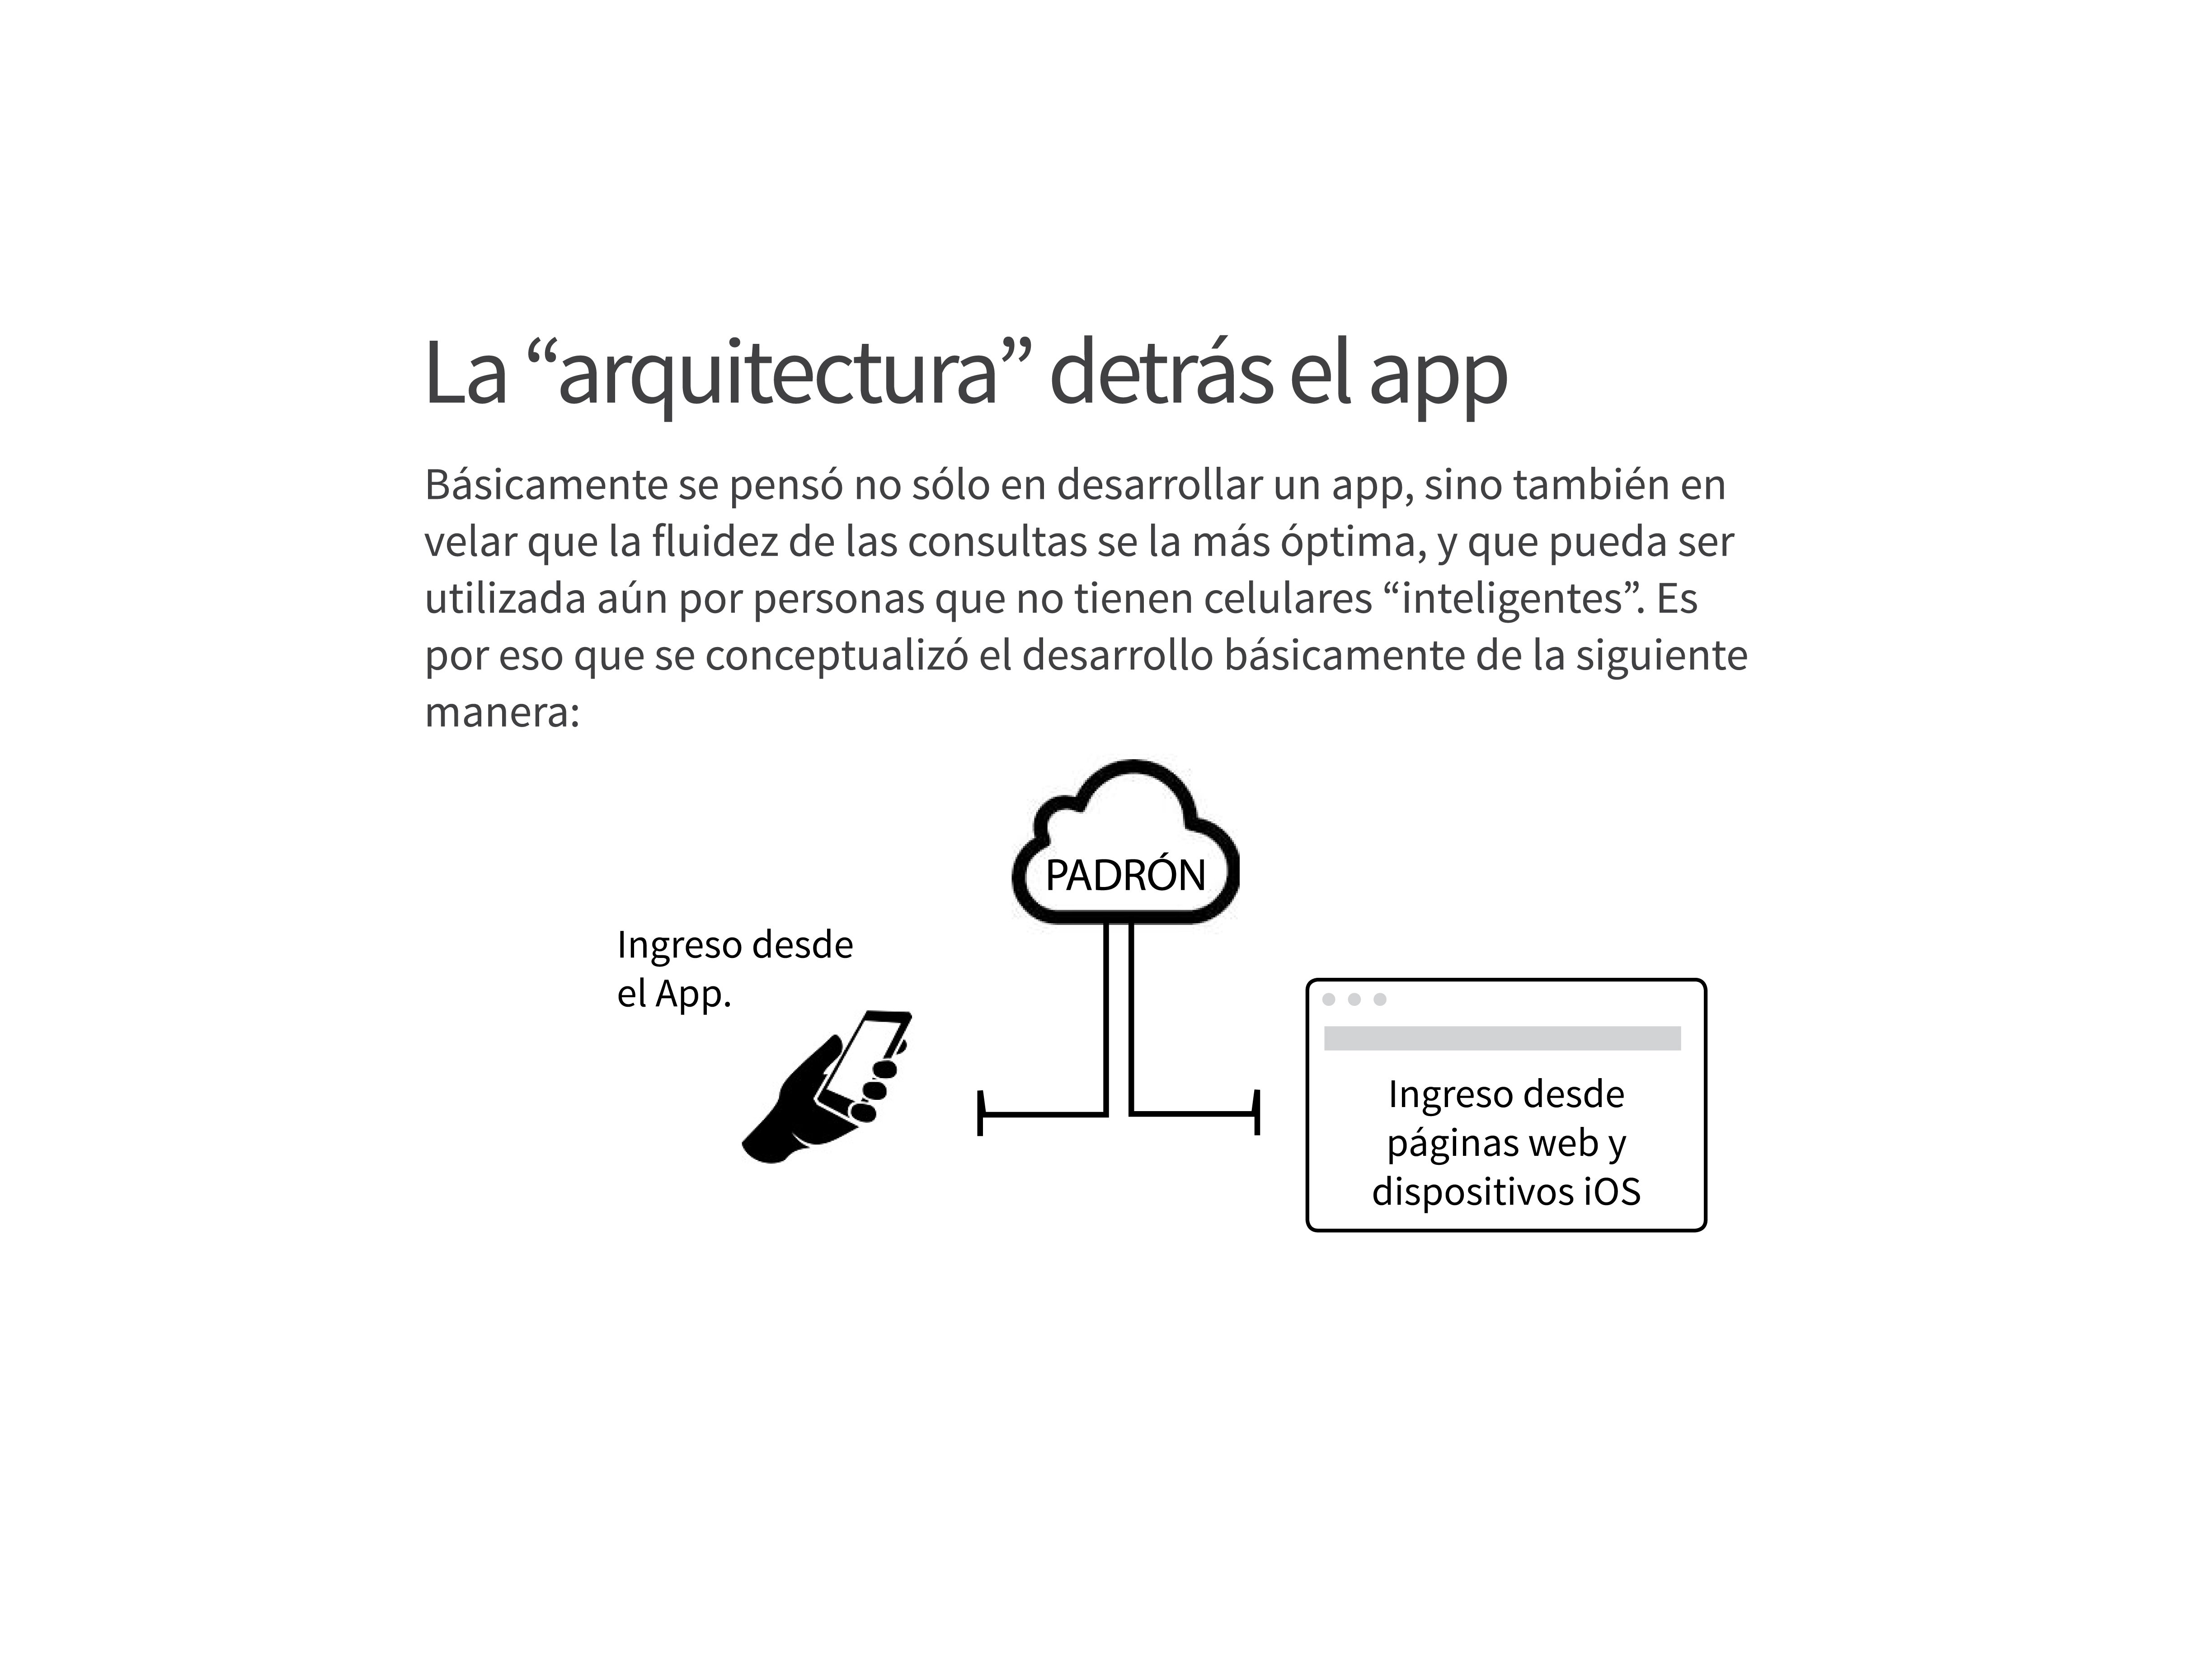 La “arquitectura” detrás el app
Básicamente se pensó no sólo en desarrollar un app, sino también en
velar que la fluidez de las consultas se la más óptima, y que pueda ser
utilizada aún por personas que no tienen celulares “inteligentes”. Es
por eso que se conceptualizó el desarrollo básicamente de la siguiente
manera:
PADRÓN
Ingreso desde
el App.
Ingreso desde
páginas web y
dispositivos iOS